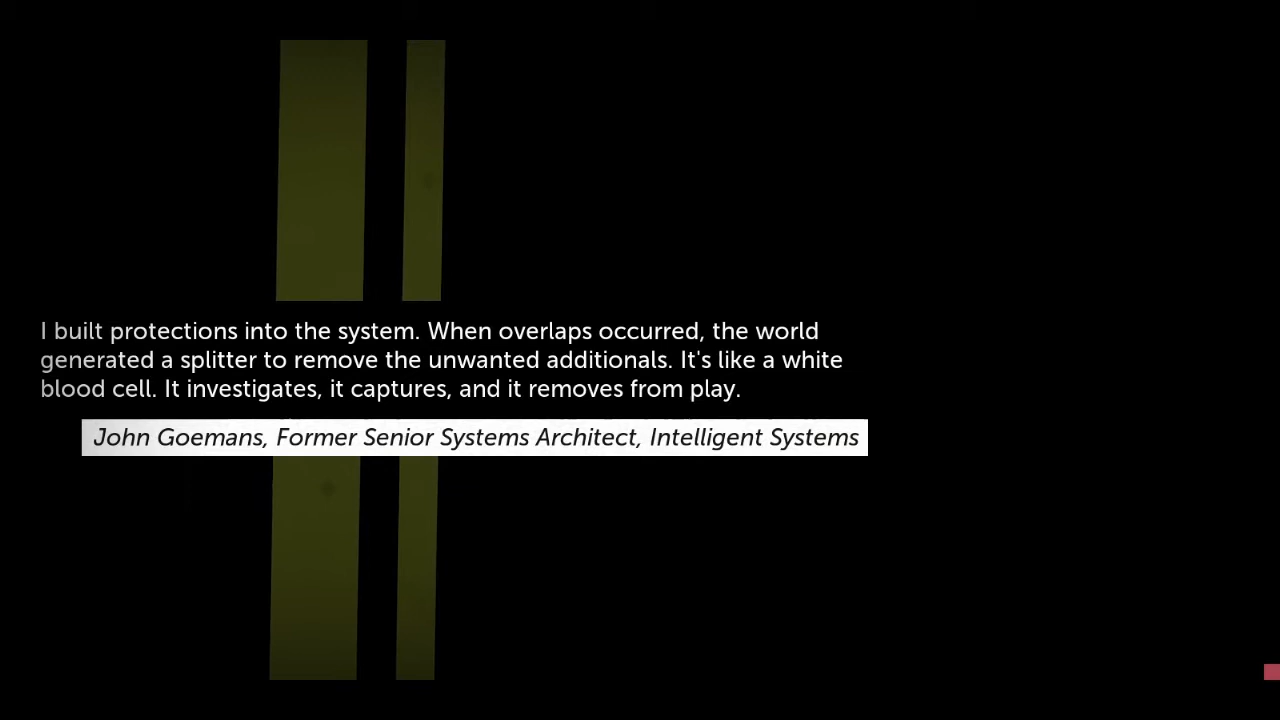 I built protections into the system. When overlaps occurred, the world
generated a splitter to remove the unwanted additionals. It's like a white
blood cell. It investigates, it captures, and it removes from play.
John Goemans, Former Senior Systems Architect, Intelligent Systems